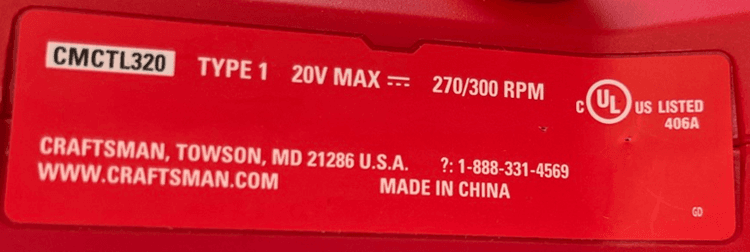 CMCTL320 TYPE 1 20V MAX ⎓ 270/300 RPM
C UL US LISTED
406A
CRAFTSMAN, TOWSON, MD 21286 U.S.A. ?: 1-888-331-4569
WWW.CRAFTSMAN.COM MADE IN CHINA
GD